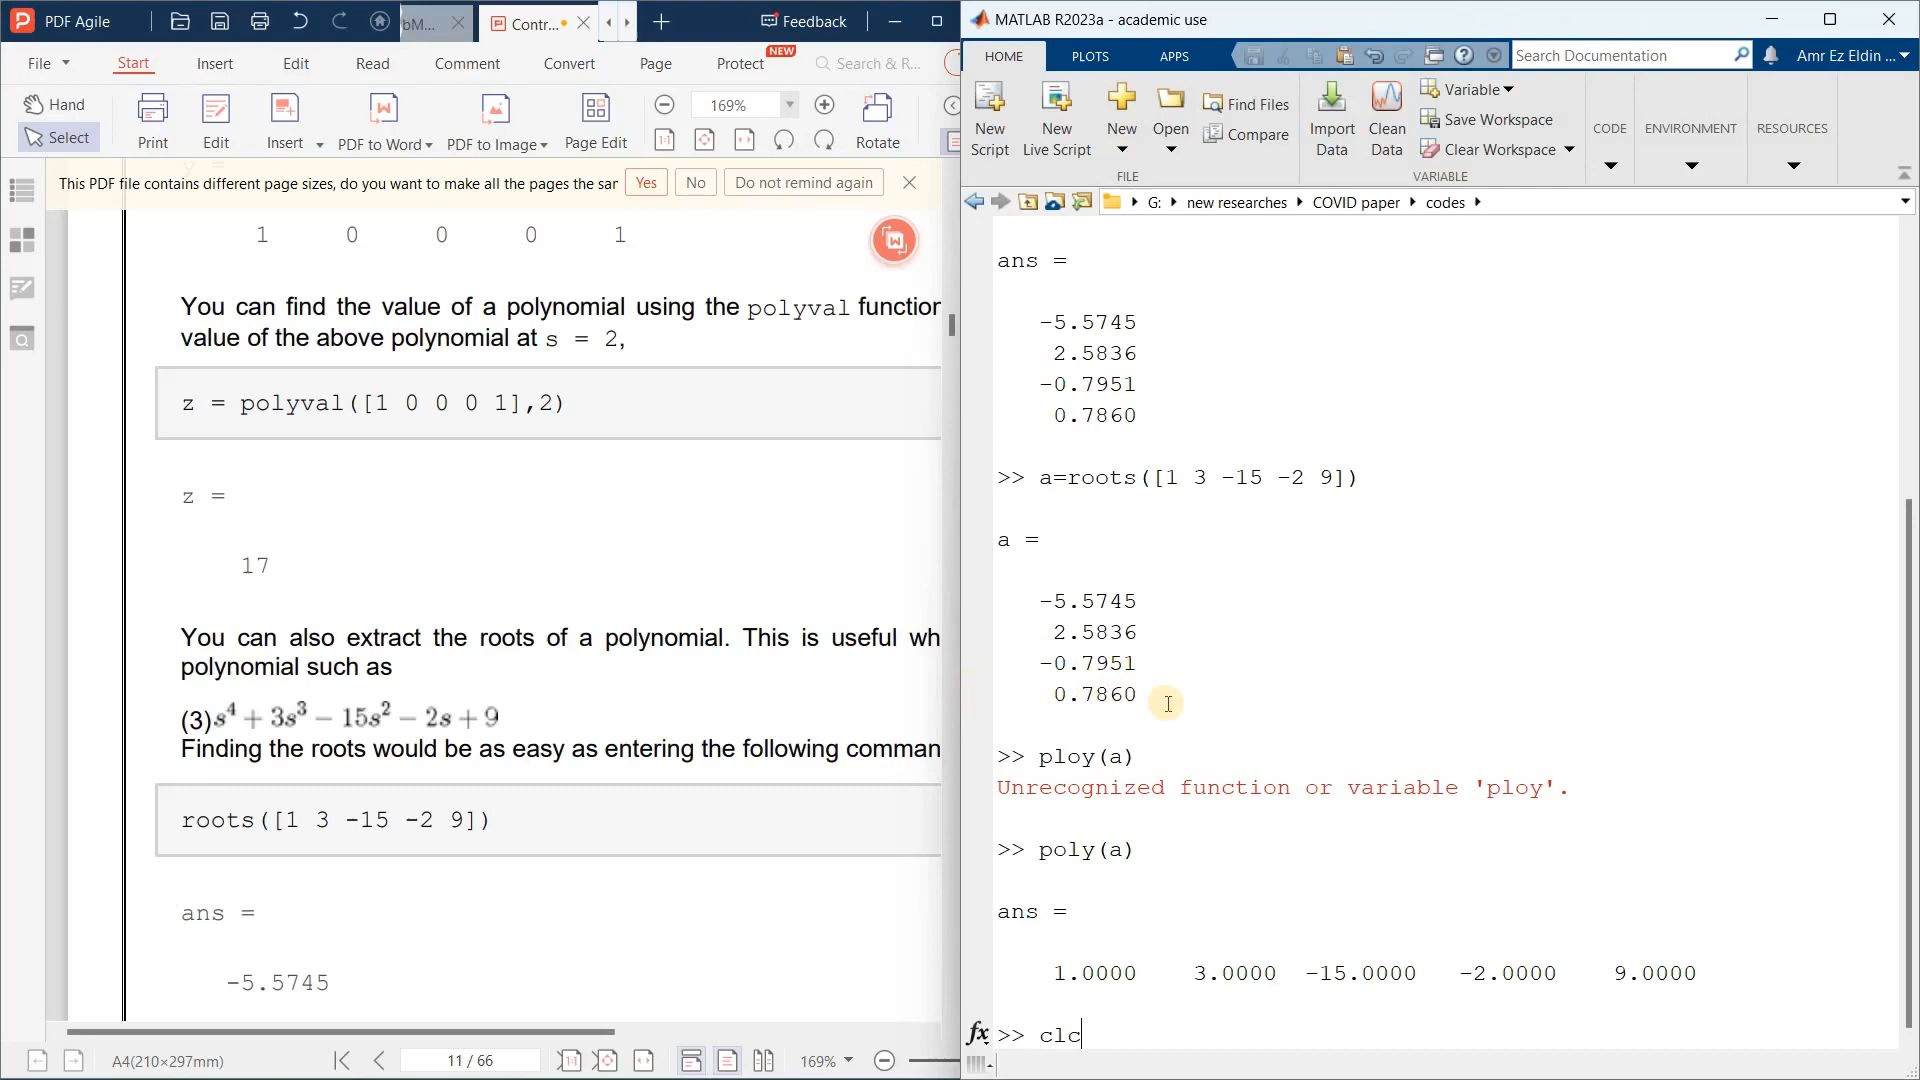 PDF Agile
bM...
Contr...
Feedback
File
Start
Insert
Edit
Read
Comment
Convert
Page
Protect
NEW
Search & R...
Hand
Select
Print
Edit
Insert
PDF to Word
PDF to Image
Page Edit
169%
Rotate
This PDF file contains different page sizes, do you want to make all the pages the sar
Yes
No
Do not remind again
1 0 0 0 1
You can find the value of a polynomial using the polyval function
value of the above polynomial at s = 2,
z = polyval([1 0 0 0 1],2)
z =
17
You can also extract the roots of a polynomial. This is useful wh
polynomial such as
(3)s⁴ + 3s³ − 15s² − 2s + 9
Finding the roots would be as easy as entering the following comman
roots([1 3 -15 -2 9])
ans =
-5.5745
A4(210×297mm)
11 / 66
169%
MATLAB R2023a - academic use
HOME
PLOTS
APPS
Search Documentation
Amr Ez Eldin ...
New Script
New Live Script
New
Open
Find Files
Compare
Import Data
Clean Data
Variable
Save Workspace
Clear Workspace
CODE
ENVIRONMENT
RESOURCES
FILE
VARIABLE
G:
new researches
COVID paper
codes
ans =
-5.5745
2.5836
-0.7951
0.7860
>> a=roots([1 3 -15 -2 9])
a =
-5.5745
2.5836
-0.7951
0.7860
>> ploy(a)
Unrecognized function or variable 'ploy'.
>> poly(a)
ans =
1.0000 3.0000 -15.0000 -2.0000 9.0000
fx >> clc